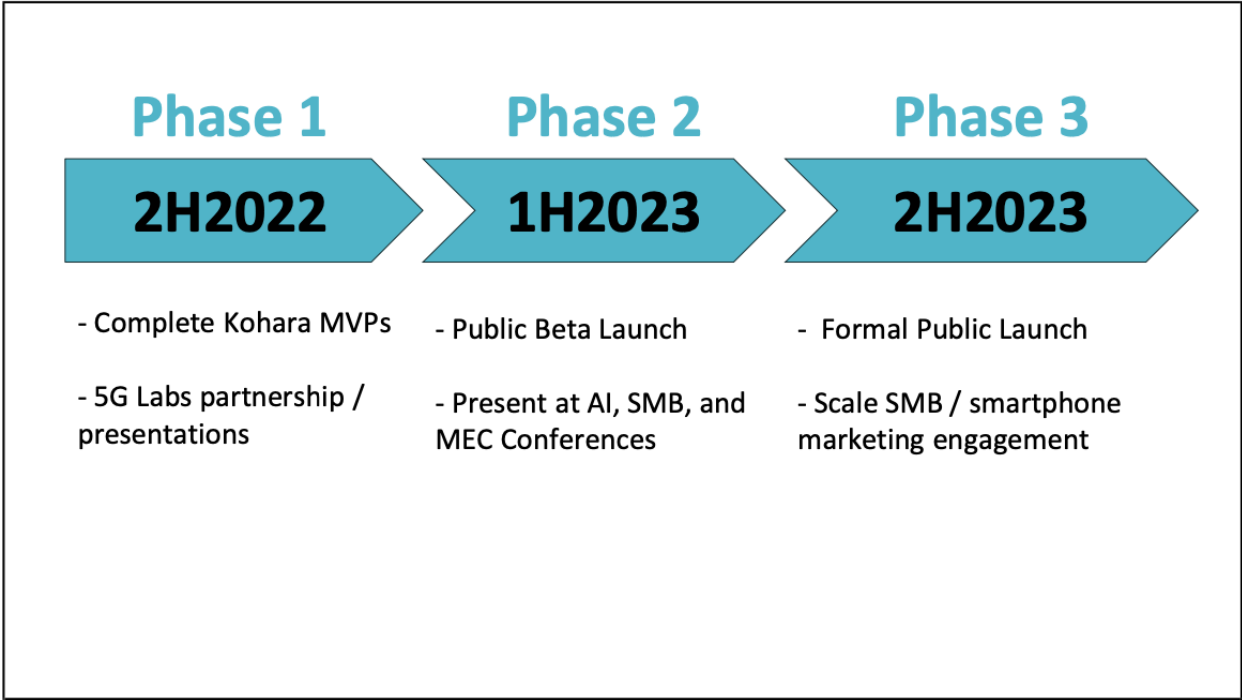 Phase 1
2H2022
- Complete Kohara MVPs
- 5G Labs partnership /
presentations
Phase 2
1H2023
- Public Beta Launch
- Present at AI, SMB, and
MEC Conferences
Phase 3
2H2023
- Formal Public Launch
- Scale SMB / smartphone
marketing engagement